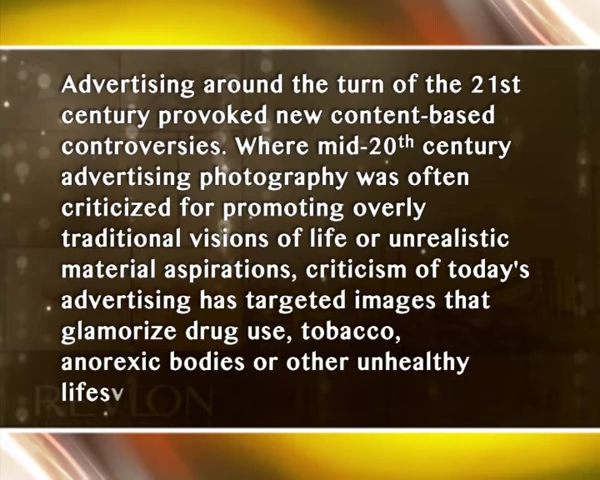 Advertising around the turn of the 21st
century provoked new content-based
controversies. Where mid-20th century
advertising photography was often
criticized for promoting overly
traditional visions of life or unrealistic
material aspirations, criticism of today's
advertising has targeted images that
glamorize drug use, tobacco,
anorexic bodies or other unhealthy
lifesv
REVLON